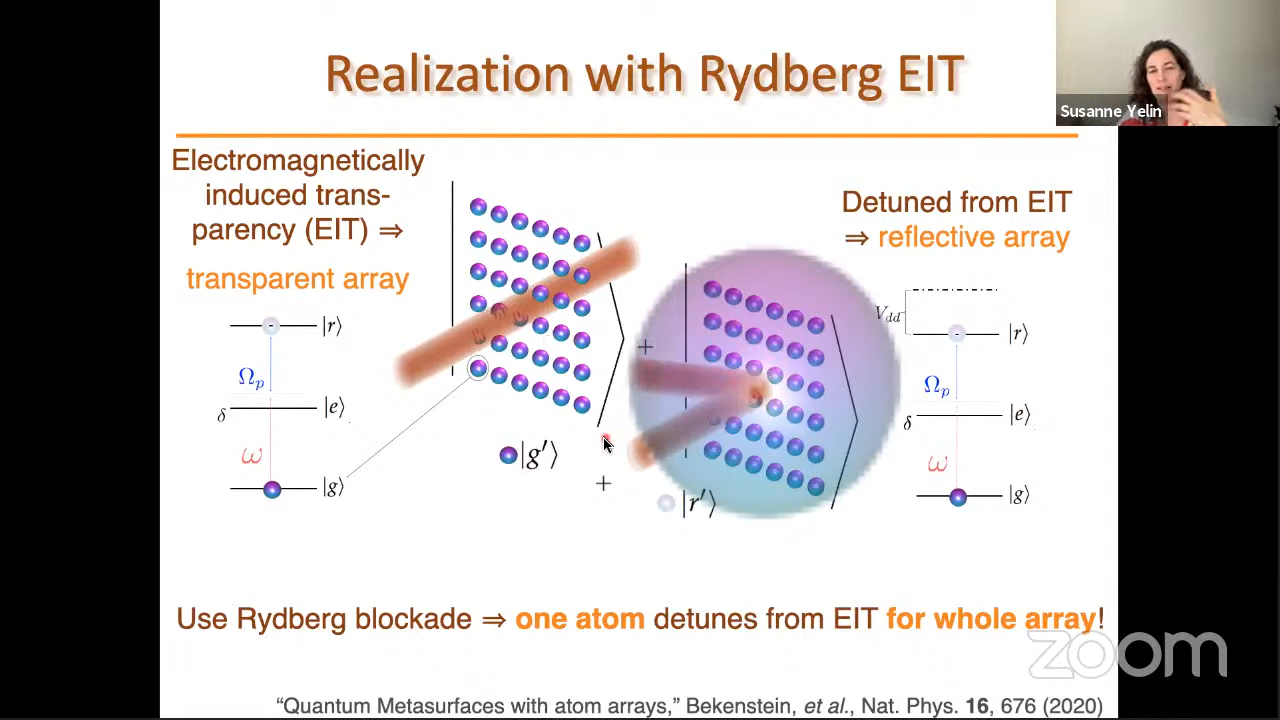 Realization with Rydberg EIT
Susanne Yelin
Electromagnetically
induced trans-
parency (EIT) ⇒
transparent array
|r⟩
Ω_p
δ
|e⟩
ω
|g⟩
|g′⟩
+
+
|r′⟩
Detuned from EIT
⇒ reflective array
V_dd
|r⟩
Ω_p
δ
|e⟩
ω
|g⟩
Use Rydberg blockade ⇒ one atom detunes from EIT for whole array!
zoom
“Quantum Metasurfaces with atom arrays,” Bekenstein, et al., Nat. Phys. 16, 676 (2020)